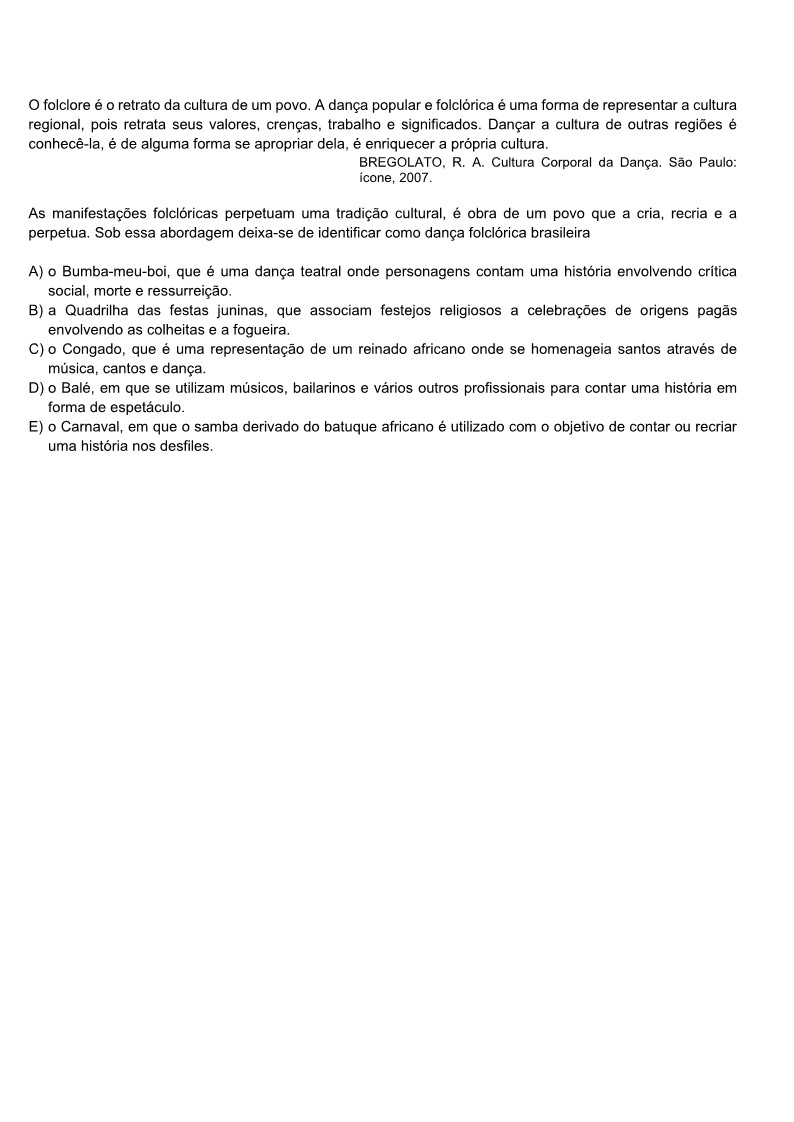 O folclore é o retrato da cultura de um povo. A dança popular e folclórica é uma forma de representar a cultura
regional, pois retrata seus valores, crenças, trabalho e significados. Dançar a cultura de outras regiões é
conhecê-la, é de alguma forma se apropriar dela, é enriquecer a própria cultura.
BREGOLATO, R. A. Cultura Corporal da Dança. São Paulo:
ícone, 2007.
As manifestações folclóricas perpetuam uma tradição cultural, é obra de um povo que a cria, recria e a
perpetua. Sob essa abordagem deixa-se de identificar como dança folclórica brasileira
A) o Bumba-meu-boi, que é uma dança teatral onde personagens contam uma história envolvendo crítica
social, morte e ressurreição.
B) a Quadrilha das festas juninas, que associam festejos religiosos a celebrações de origens pagãs
envolvendo as colheitas e a fogueira.
C) o Congado, que é uma representação de um reinado africano onde se homenageia santos através de
música, cantos e dança.
D) o Balé, em que se utilizam músicos, bailarinos e vários outros profissionais para contar uma história em
forma de espetáculo.
E) o Carnaval, em que o samba derivado do batuque africano é utilizado com o objetivo de contar ou recriar
uma história nos desfiles.